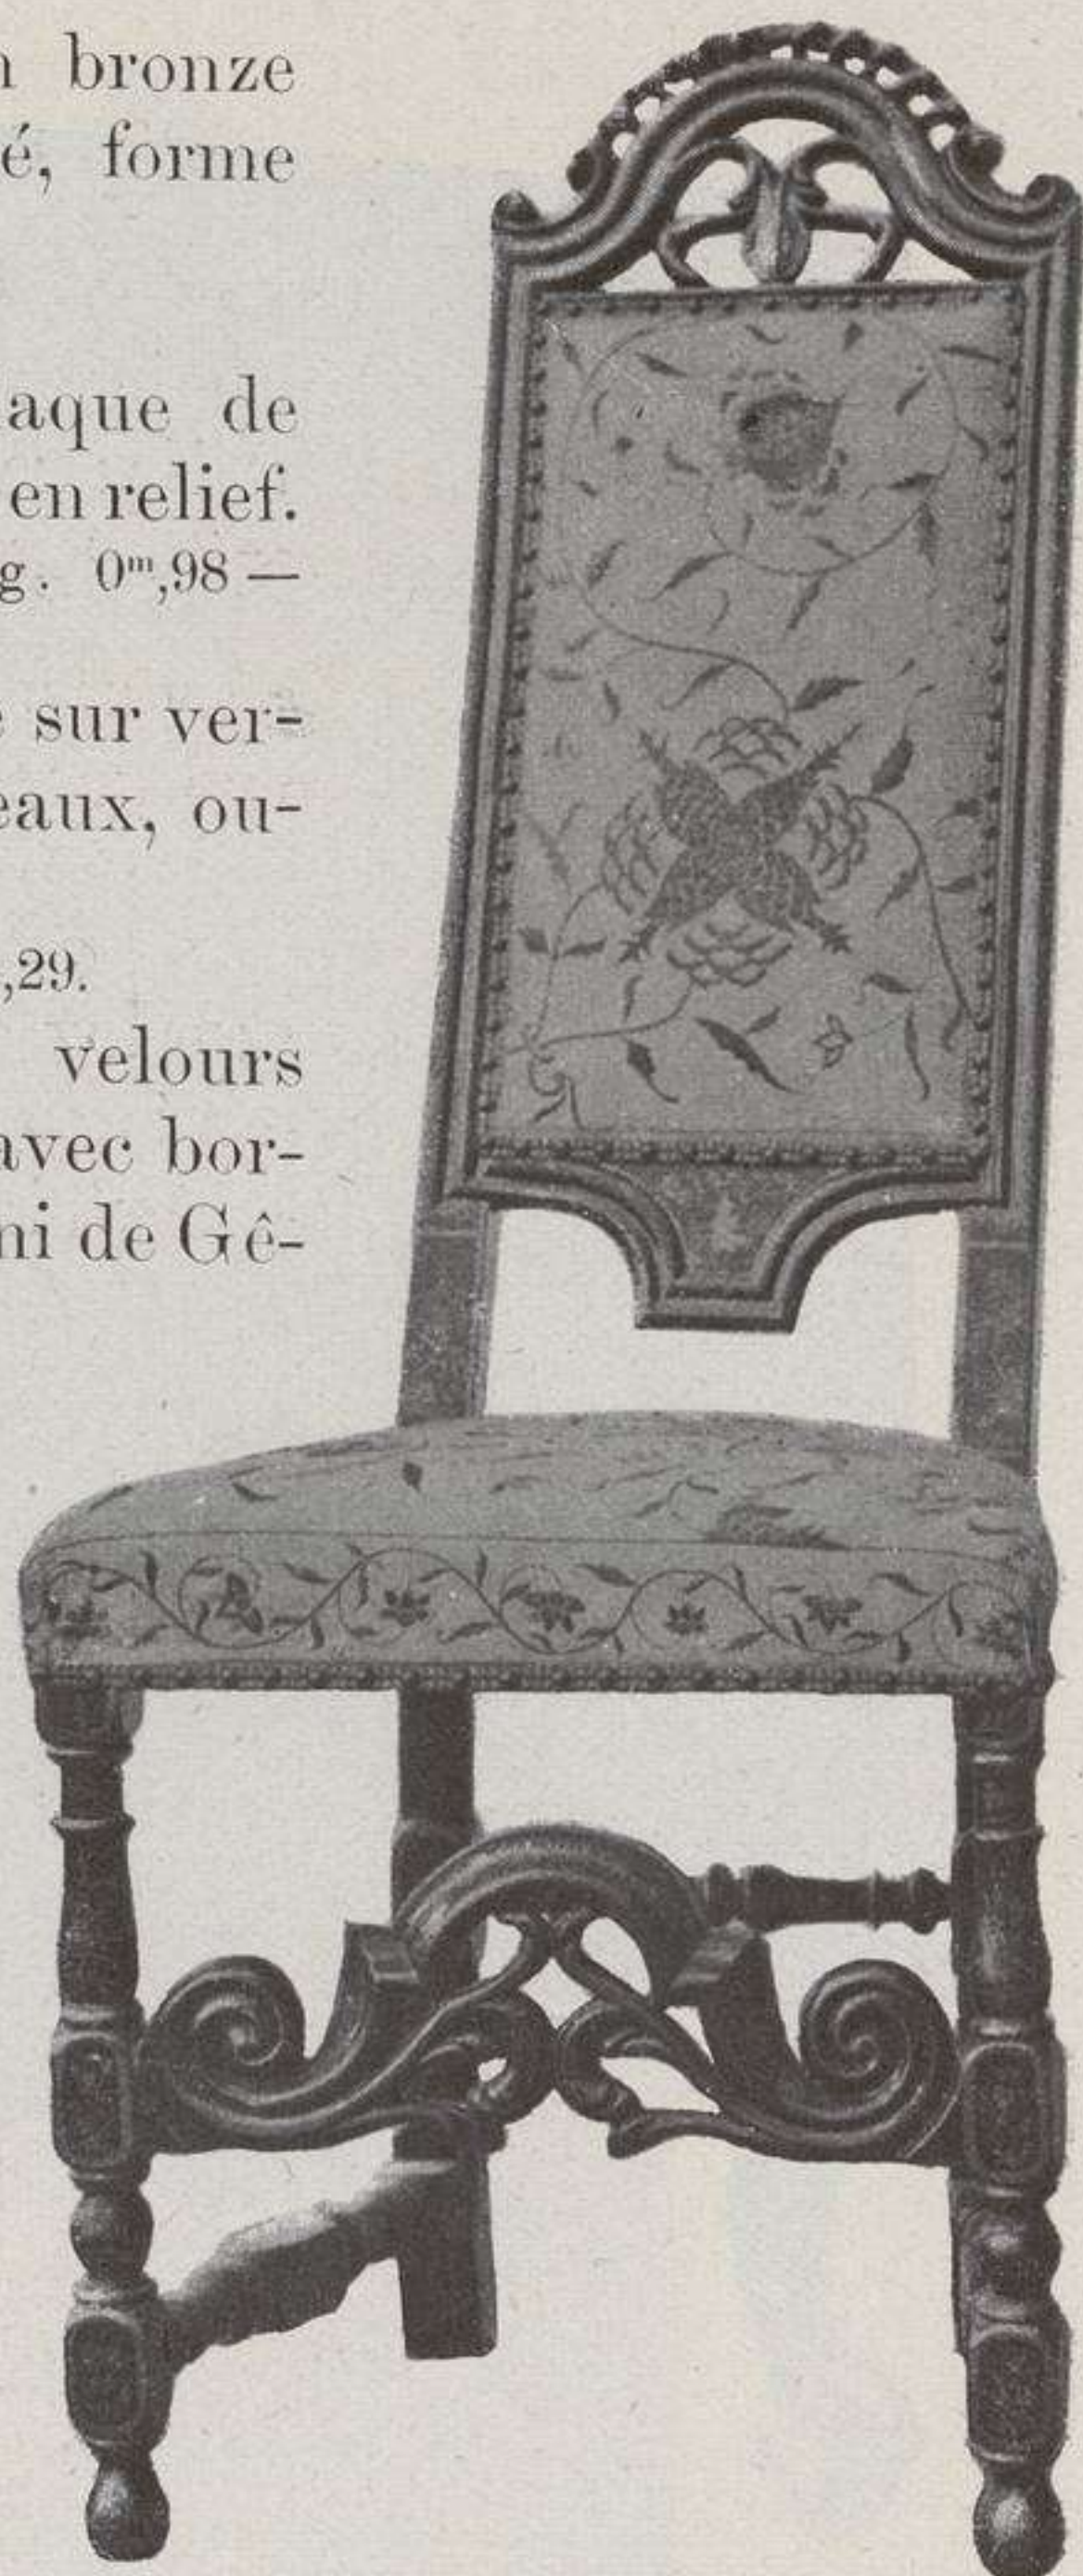 bronze
é, forme
aque de
en relief.
g. 0ᵐ,98 —
sur ver-
eaux, ou-
,29.
velours
avec bor-
ni de Gê-